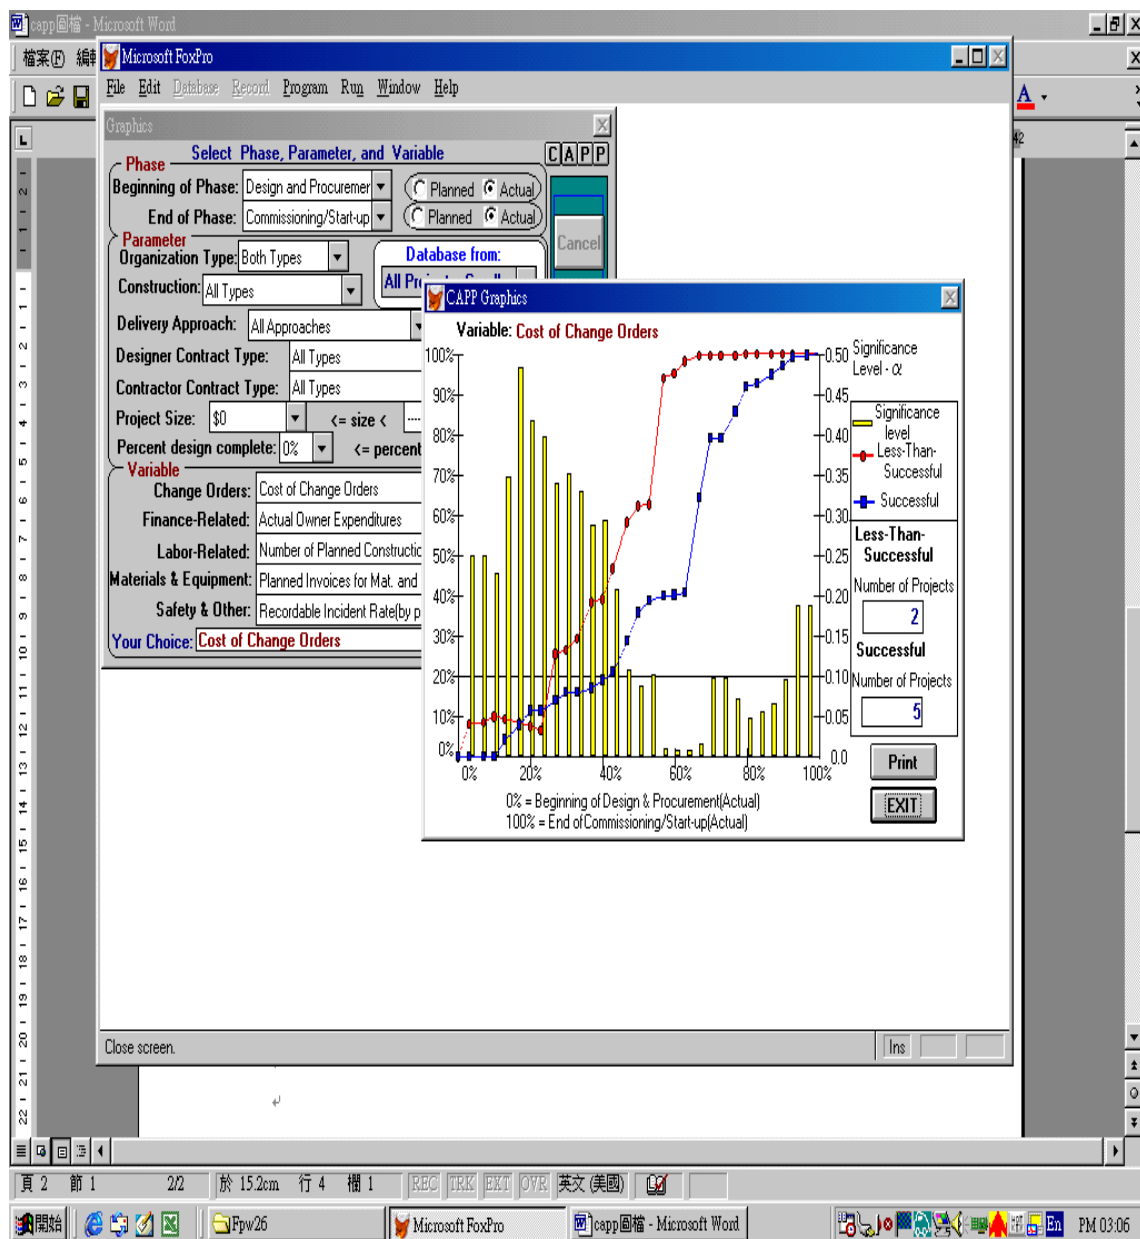 capp圖檔 - Microsoft Word
檔案(F) 編輯
Microsoft FoxPro
File Edit Database Record Program Run Window Help
Graphics
Select Phase, Parameter, and Variable
C A P P
Phase
Beginning of Phase: Design and Procuremer Planned Actual
End of Phase: Commissioning/Start-up Planned Actual
Cancel
Parameter
Organization Type: Both Types
Database from:
Construction: All Types
Delivery Approach: All Approaches
Designer Contract Type: All Types
Contractor Contract Type: All Types
Project Size: $0 <= size < ----
Percent design complete: 0% <= percent
Variable
Change Orders: Cost of Change Orders
Finance-Related: Actual Owner Expenditures
Labor-Related: Number of Planned Constructic
Materials & Equipment: Planned Invoices for Mat. and
Safety & Other: Recordable Incident Rate(by p
Your Choice: Cost of Change Orders
CAPP Graphics
Variable: Cost of Change Orders
100%
90%
80%
70%
60%
50%
40%
30%
20%
10%
0%
0.50
0.45
0.40
0.35
0.30
0.25
0.20
0.15
0.10
0.05
0.0
0% 20% 40% 60% 80% 100%
0% = Beginning of Design & Procurement(Actual)
100% = End of Commissioning/Start-up(Actual)
Significance
Level - α
Significance
level
Less-Than-
Successful
Successful
Less-Than-
Successful
Number of Projects
2
Successful
Number of Projects
5
Print
EXIT
Close screen.
Ins
頁 2 節 1 2/2 於 15.2cm 行 4 欄 1 REC TRK EXT OVR 英文 (美國)
開始 Fpw26 Microsoft FoxPro capp圖檔 - Microsoft Word En PM 03:06